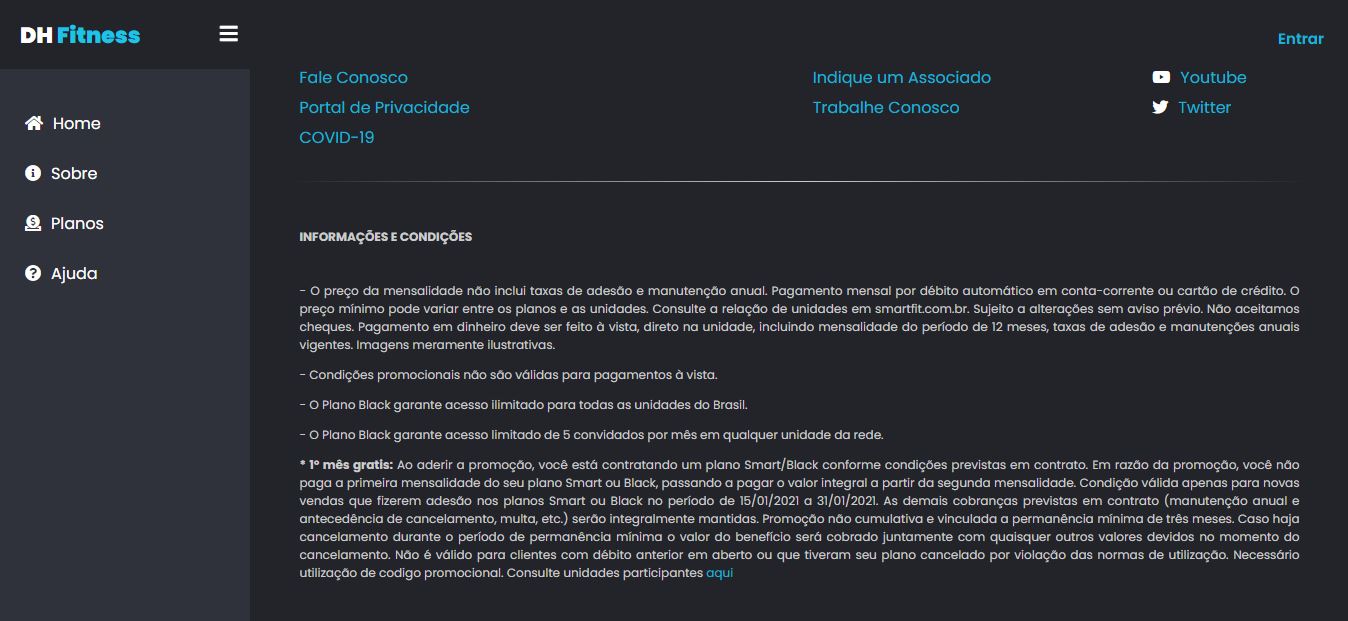 DH Fitness
Entrar
Home
Sobre
Planos
Ajuda
Fale Conosco
Portal de Privacidade
COVID-19
Indique um Associado
Trabalhe Conosco
Youtube
Twitter
INFORMAÇÕES E CONDIÇÕES
- O preço da mensalidade não inclui taxas de adesão e manutenção anual. Pagamento mensal por débito automático em conta-corrente ou cartão de crédito. O
preço mínimo pode variar entre os planos e as unidades. Consulte a relação de unidades em smartfit.com.br. Sujeito a alterações sem aviso prévio. Não aceitamos
cheques. Pagamento em dinheiro deve ser feito à vista, direto na unidade, incluindo mensalidade do período de 12 meses, taxas de adesão e manutenções anuais
vigentes. Imagens meramente ilustrativas.
- Condições promocionais não são válidas para pagamentos à vista.
- O Plano Black garante acesso ilimitado para todas as unidades do Brasil.
- O Plano Black garante acesso limitado de 5 convidados por mês em qualquer unidade da rede.
* 1º mês gratis: Ao aderir a promoção, você está contratando um plano Smart/Black conforme condições previstas em contrato. Em razão da promoção, você não
paga a primeira mensalidade do seu plano Smart ou Black, passando a pagar o valor integral a partir da segunda mensalidade. Condição válida apenas para novas
vendas que fizerem adesão nos planos Smart ou Black no período de 15/01/2021 a 31/01/2021. As demais cobranças previstas em contrato (manutenção anual e
antecedência de cancelamento, multa, etc.) serão integralmente mantidas. Promoção não cumulativa e vinculada a permanência mínima de três meses. Caso haja
cancelamento durante o período de permanência mínima o valor do benefício será cobrado juntamente com quaisquer outros valores devidos no momento do
cancelamento. Não é válido para clientes com débito anterior em aberto ou que tiveram seu plano cancelado por violação das normas de utilização. Necessário
utilização de codigo promocional. Consulte unidades participantes aqui